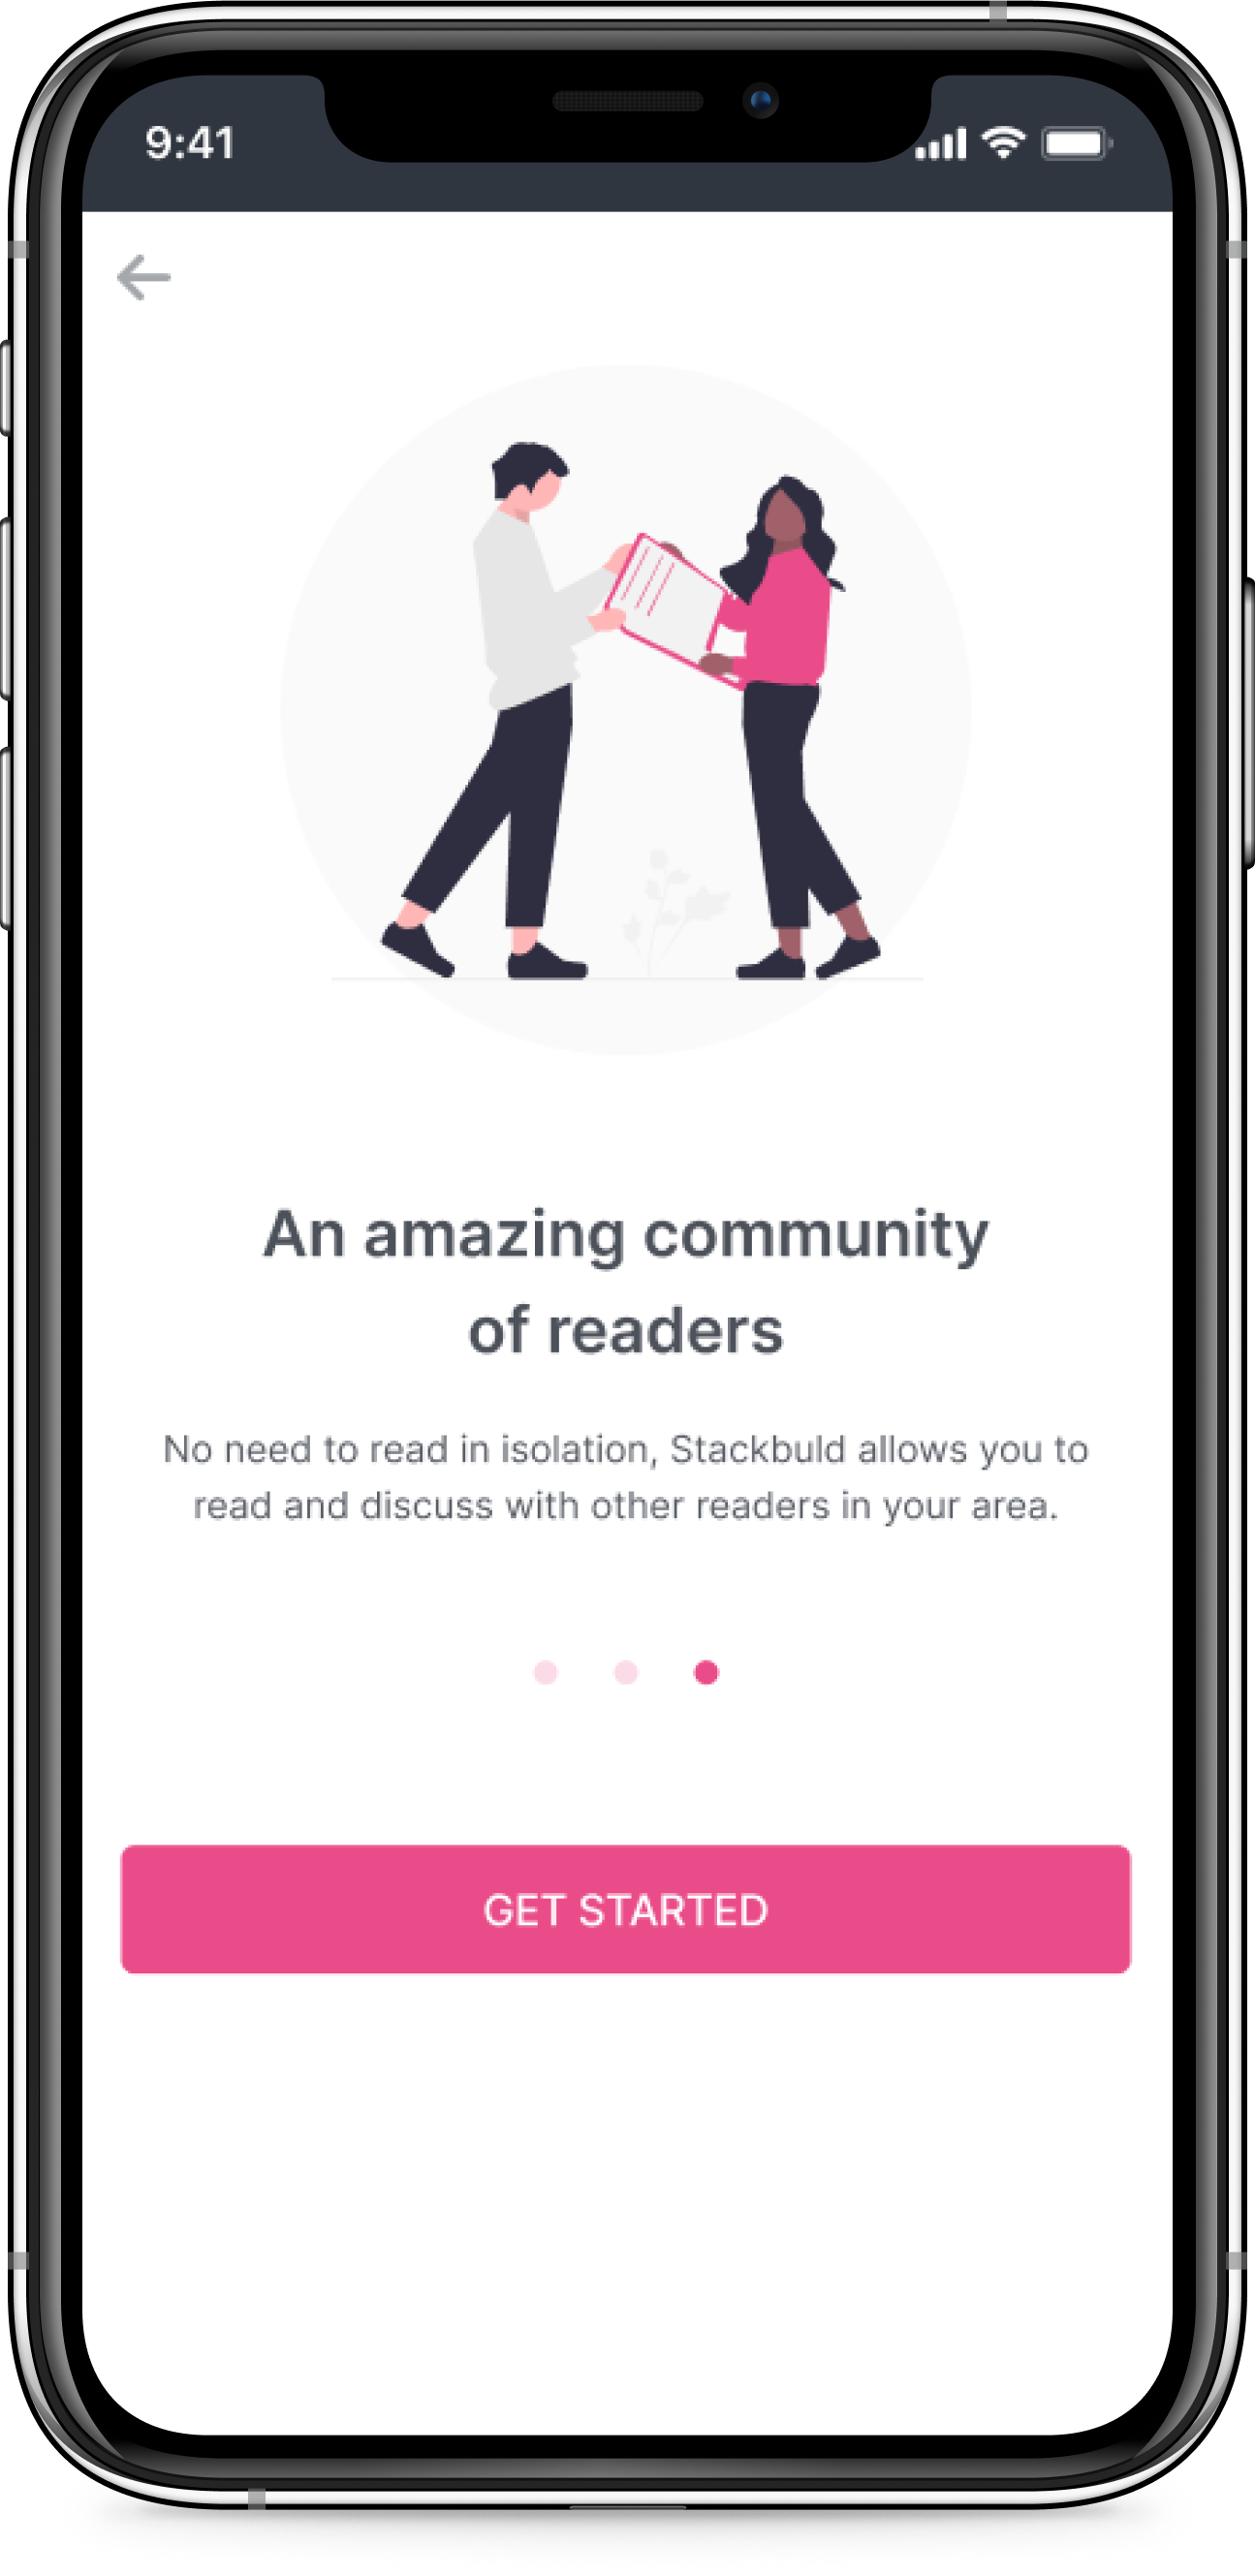 9:41
An amazing community
of readers
No need to read in isolation, Stackbuld allows you to
read and discuss with other readers in your area.
GET STARTED